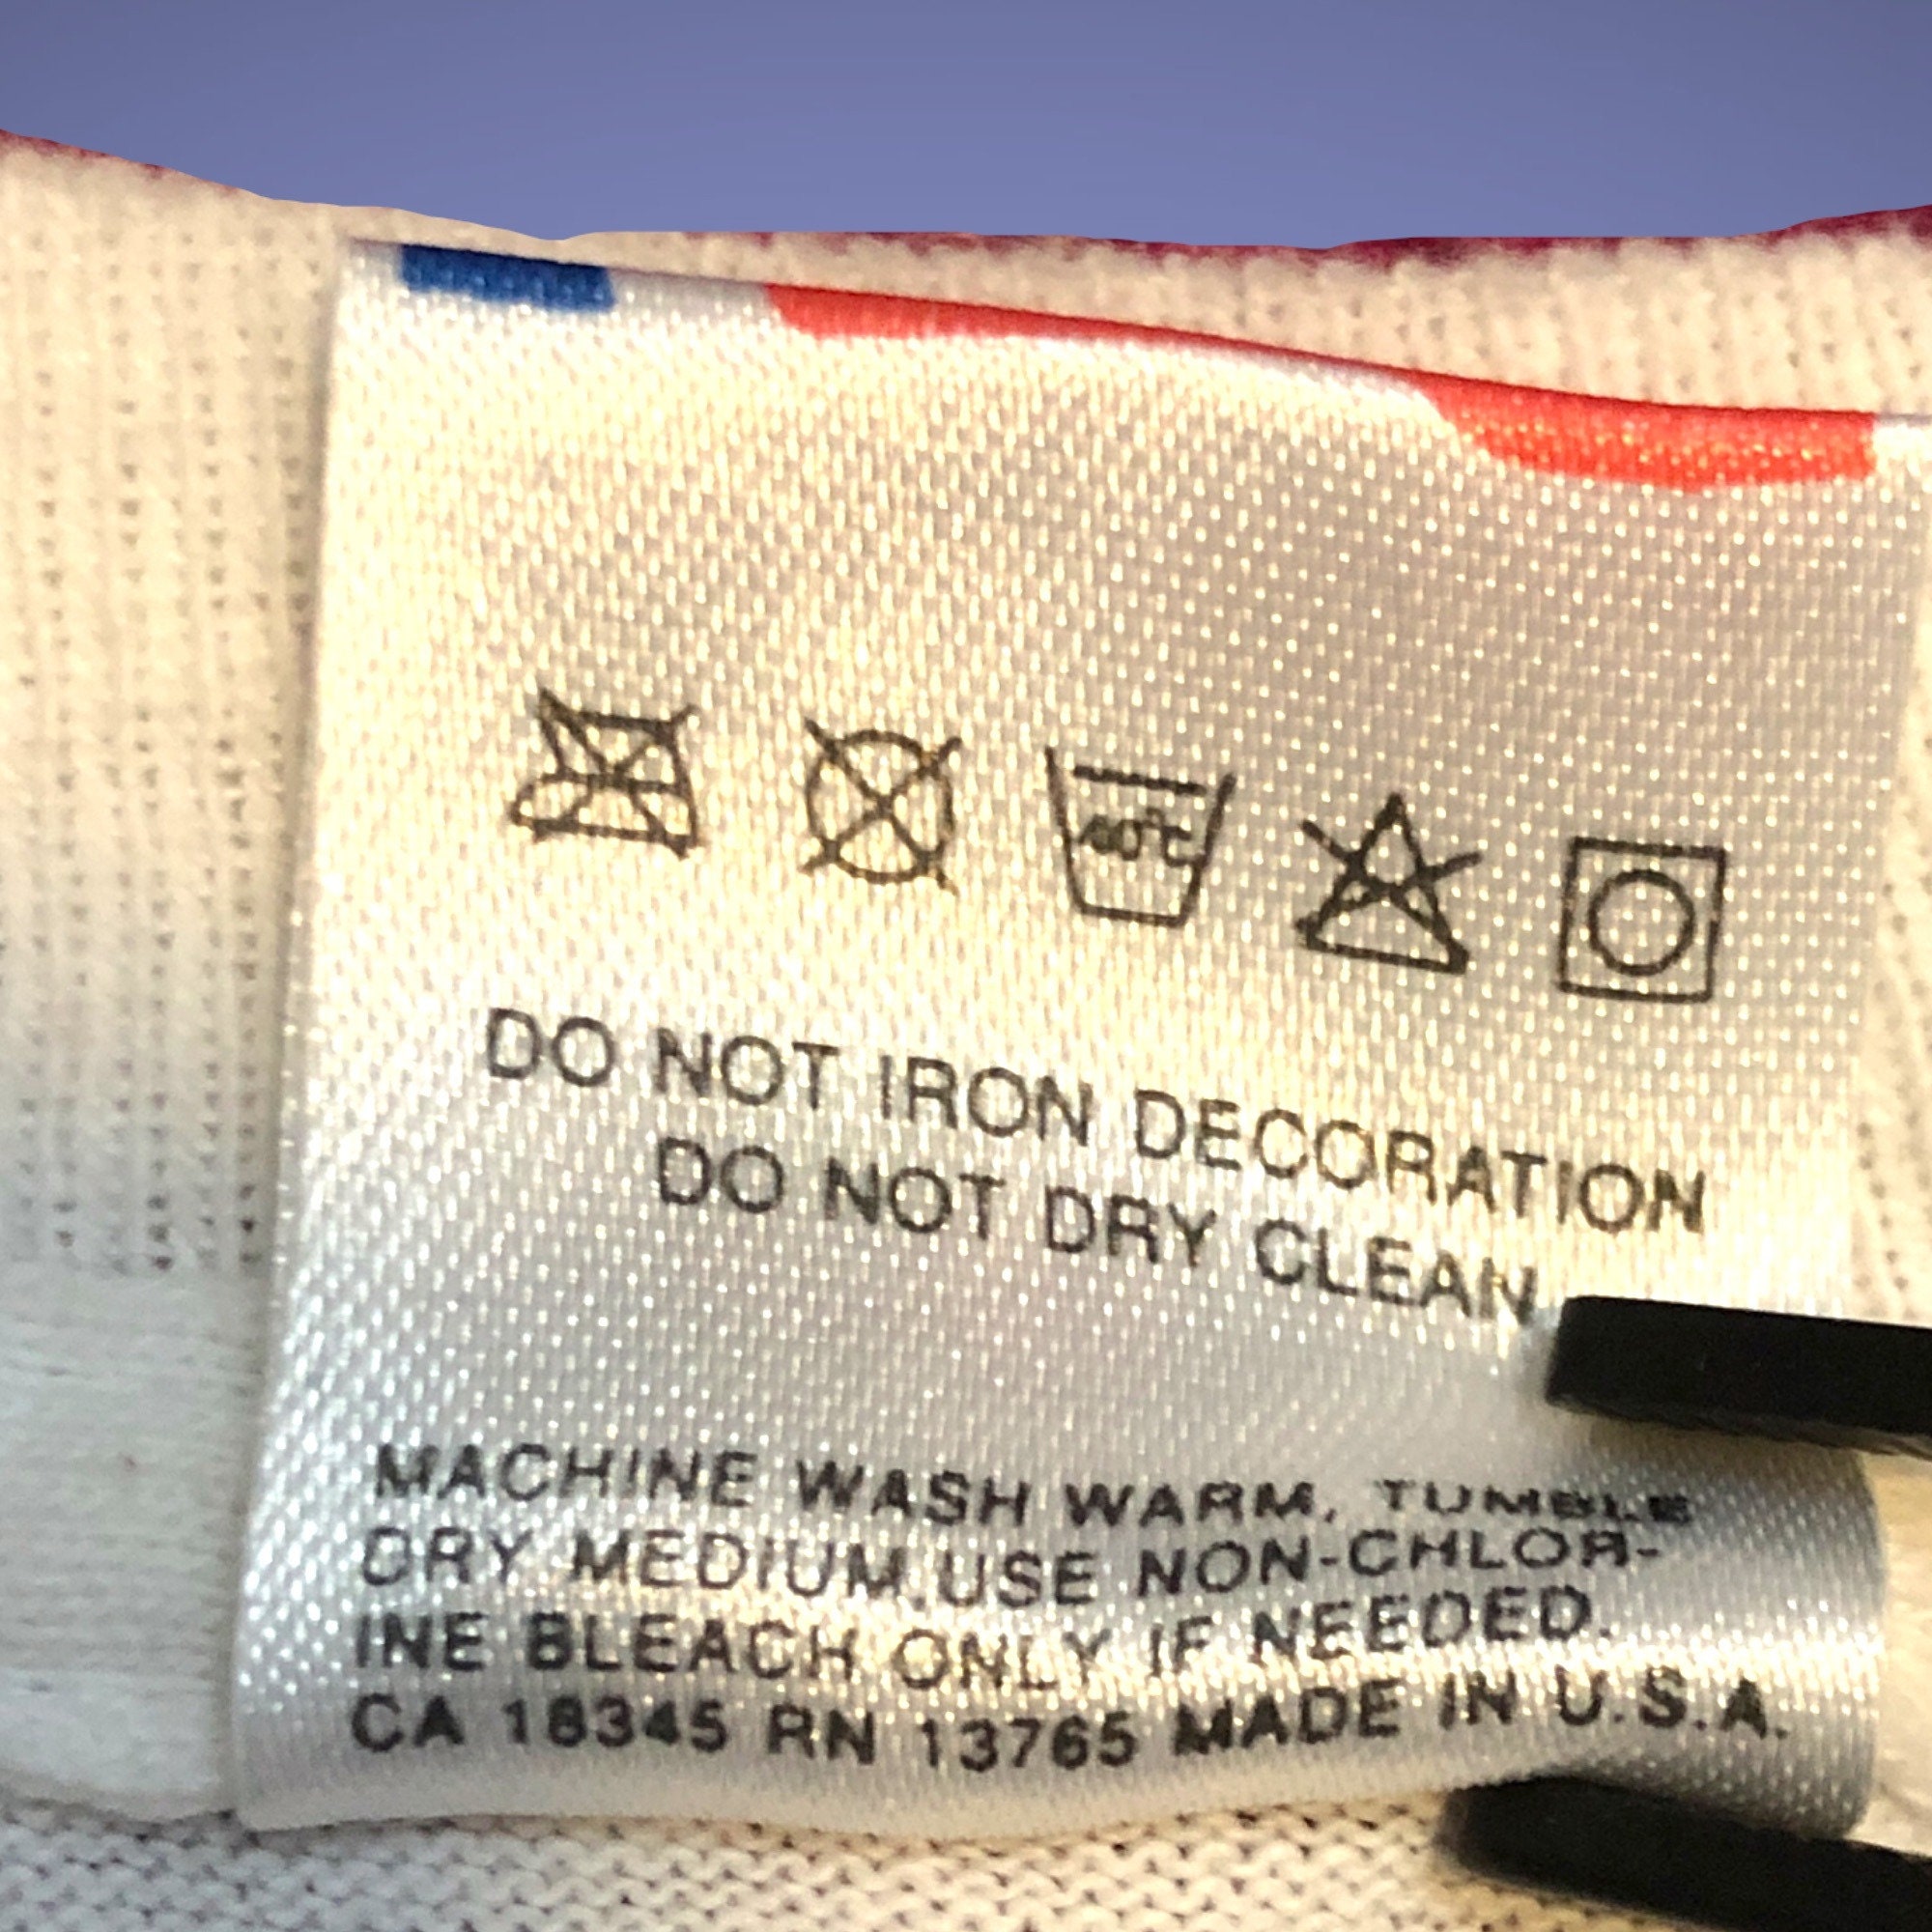 40°C
DO NOT IRON DECORATION
DO NOT DRY CLEAN
MACHINE WASH WARM, TUMBLE
DRY MEDIUM.USE NON-CHLOR-
INE BLEACH ONLY IF NEEDED.
CA 18345 RN 13765 MADE IN U.S.A.